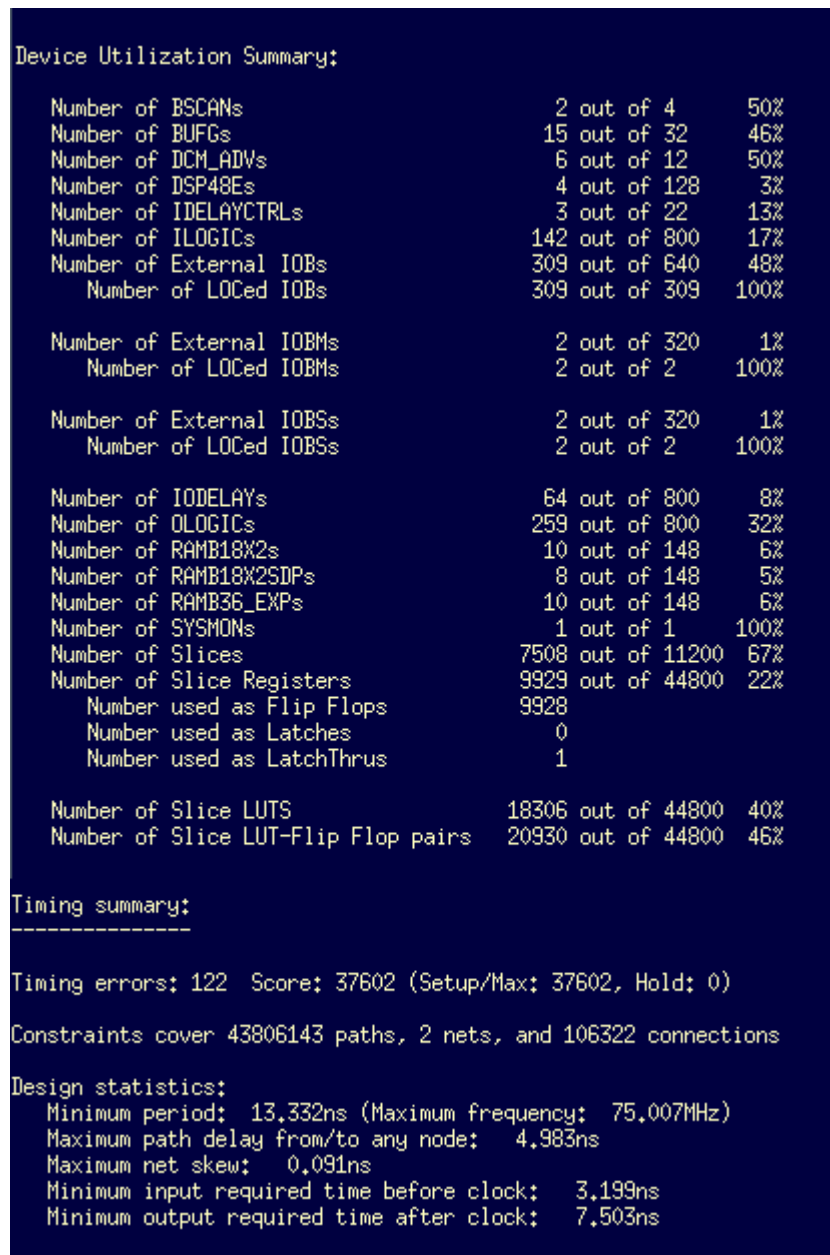 Device Utilization Summary:
Number of BSCANs 2 out of 4 50%
Number of BUFGs 15 out of 32 46%
Number of DCM_ADVs 6 out of 12 50%
Number of DSP48Es 4 out of 128 3%
Number of IDELAYCTRLs 3 out of 22 13%
Number of ILOGICs 142 out of 800 17%
Number of External IOBs 309 out of 640 48%
Number of LOCed IOBs 309 out of 309 100%
Number of External IOBMs 2 out of 320 1%
Number of LOCed IOBMs 2 out of 2 100%
Number of External IOBSs 2 out of 320 1%
Number of LOCed IOBSs 2 out of 2 100%
Number of IODELAYs 64 out of 800 8%
Number of OLOGICs 259 out of 800 32%
Number of RAMB18X2s 10 out of 148 6%
Number of RAMB18X2SDPs 8 out of 148 5%
Number of RAMB36_EXPs 10 out of 148 6%
Number of SYSMONs 1 out of 1 100%
Number of Slices 7508 out of 11200 67%
Number of Slice Registers 9929 out of 44800 22%
Number used as Flip Flops 9928
Number used as Latches 0
Number used as LatchThrus 1
Number of Slice LUTS 18306 out of 44800 40%
Number of Slice LUT-Flip Flop pairs 20930 out of 44800 46%
Timing summary:
---------------
Timing errors: 122 Score: 37602 (Setup/Max: 37602, Hold: 0)
Constraints cover 43806143 paths, 2 nets, and 106322 connections
Design statistics:
Minimum period: 13.332ns (Maximum frequency: 75.007MHz)
Maximum path delay from/to any node: 4.983ns
Maximum net skew: 0.091ns
Minimum input required time before clock: 3.199ns
Minimum output required time after clock: 7.503ns